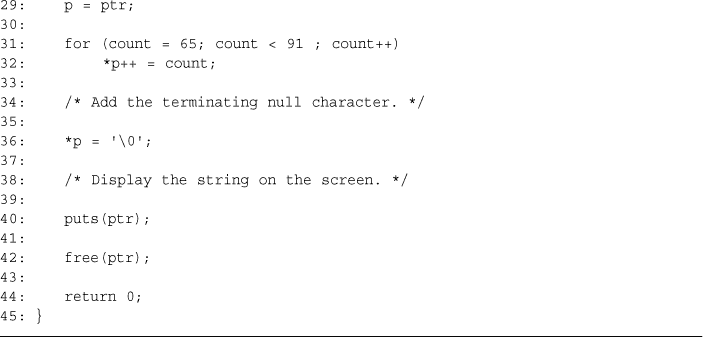 29:    p = ptr;
30:
31:    for (count = 65; count < 91 ; count++)
32:        *p++ = count;
33:
34:    /* Add the terminating null character. */
35:
36:    *p = '\0';
37:
38:    /* Display the string on the screen. */
39:
40:    puts(ptr);
41:
42:    free(ptr);
43:
44:    return 0;
45: }